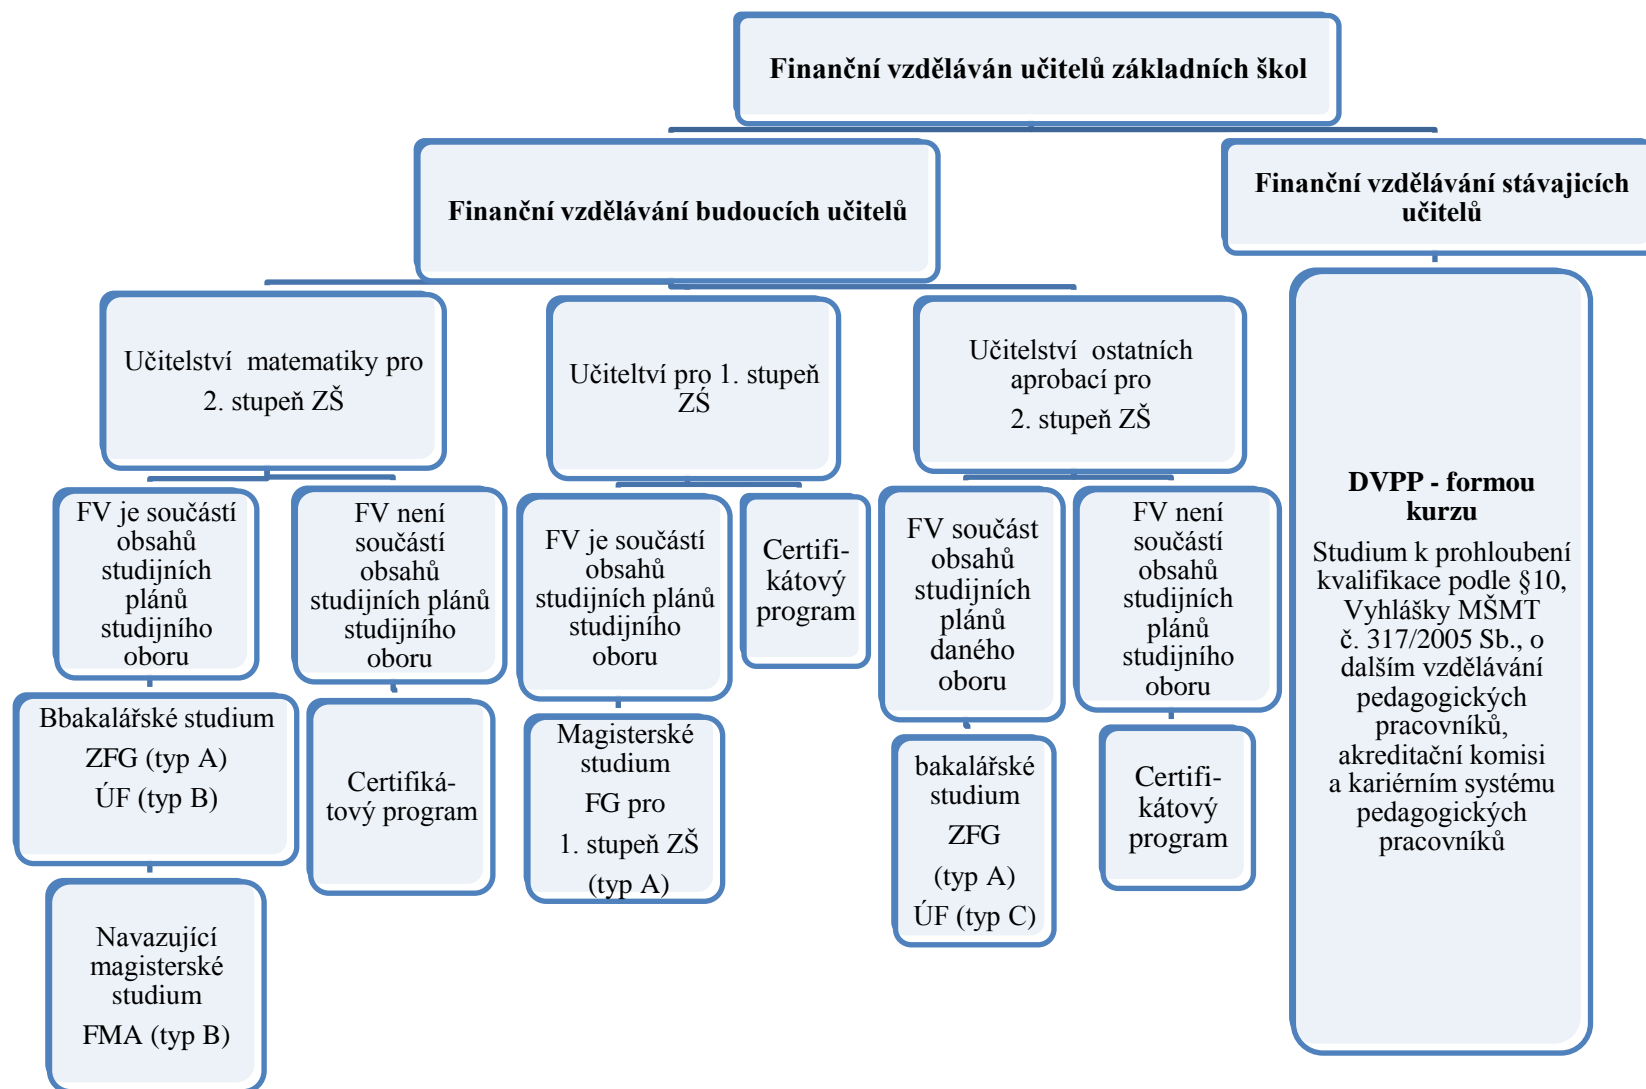 Finanční vzděláván učitelů základních škol
Finanční vzdělávání budoucích učitelů
Finanční vzdělávání stávajicích
učitelů
Učitelství  matematiky pro
2. stupeň ZŠ
Učiteltví pro 1. stupeň
ZŚ
Učitelství  ostatních
aprobací pro
2. stupeň ZŠ
FV je součástí
obsahů
studijních
plánů
studijního
oboru
FV není
součástí
obsahů
studijních plánů
studijního
oboru
FV je součástí
obsahů
studijních plánů
studijního
oboru
Certifi-
kátový
program
FV součást
obsahů
studijních
plánů
daného
oboru
FV není
součástí
obsahů
studijních
plánů
studijního
oboru
Bbakalářské studium
ZFG (typ A)
ÚF (typ B)
Certifiká-
tový program
Magisterské
studium
FG pro
1. stupeň ZŠ
(typ A)
bakalářské
studium
ZFG
(typ A)
ÚF (typ C)
Certifi-
kátový
program
Navazující
magisterské
studium
FMA (typ B)
DVPP - formou
kurzu
Studium k prohloubení
kvalifikace podle §10,
Vyhlášky MŠMT
č. 317/2005 Sb., o
dalším vzdělávání
pedagogických
pracovníků,
akreditační komisi
a kariérním systému
pedagogických
pracovníků